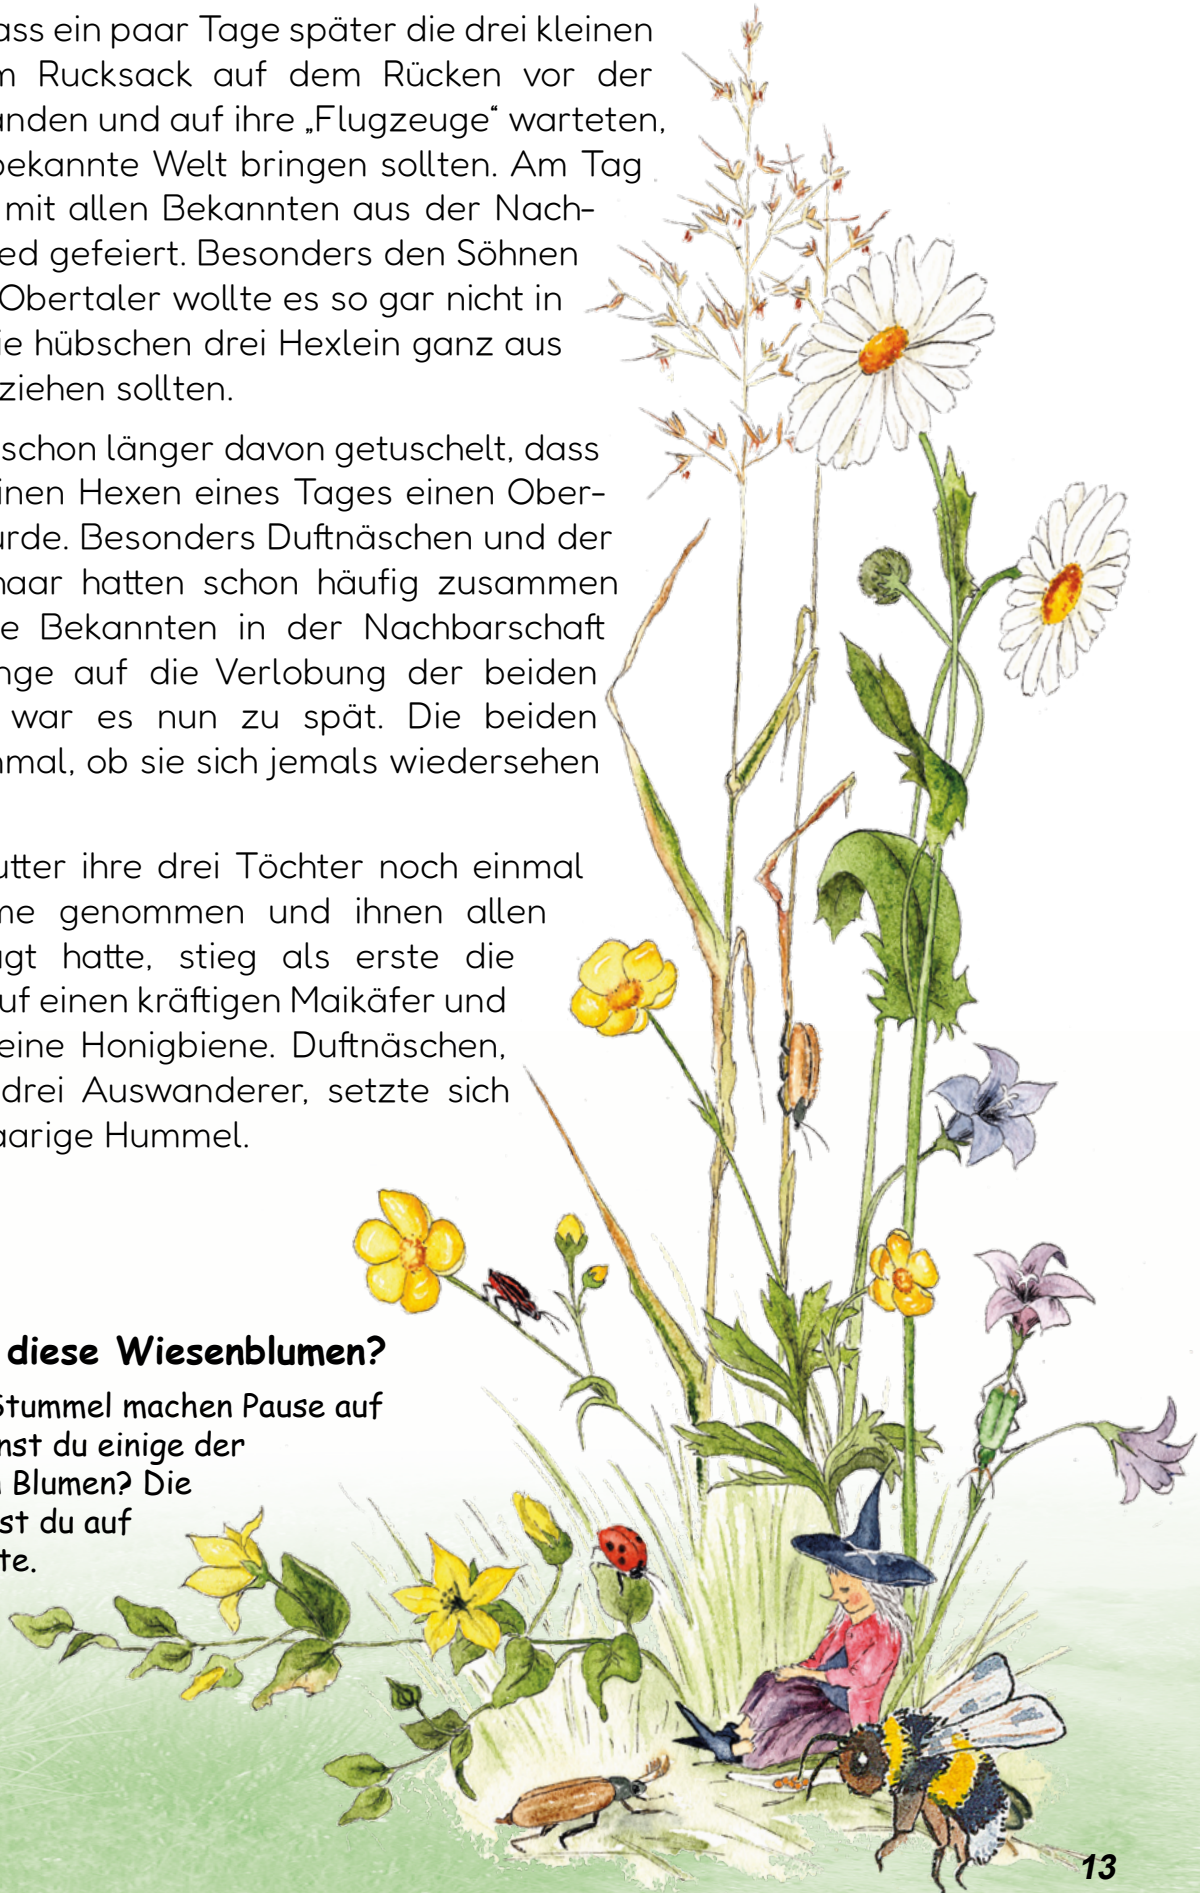 ass ein paar Tage später die drei kleinen
m Rucksack auf dem Rücken vor der
anden und auf ihre „Flugzeuge“ warteten,
bekannte Welt bringen sollten. Am Tag
mit allen Bekannten aus der Nach-
ed gefeiert. Besonders den Söhnen
Obertaler wollte es so gar nicht in
ie hübschen drei Hexlein ganz aus
ziehen sollten.
schon länger davon getuschelt, dass
inen Hexen eines Tages einen Ober-
urde. Besonders Duftnäschen und der
haar hatten schon häufig zusammen
e Bekannten in der Nachbarschaft
nge auf die Verlobung der beiden
war es nun zu spät. Die beiden
nmal, ob sie sich jemals wiedersehen
utter ihre drei Töchter noch einmal
me genommen und ihnen allen
agt hatte, stieg als erste die
uf einen kräftigen Maikäfer und
eine Honigbiene. Duftnäschen,
drei Auswanderer, setzte sich
aarige Hummel.
diese Wiesenblumen?
Stummel machen Pause auf
nst du einige der
Blumen? Die
st du auf
te.
13